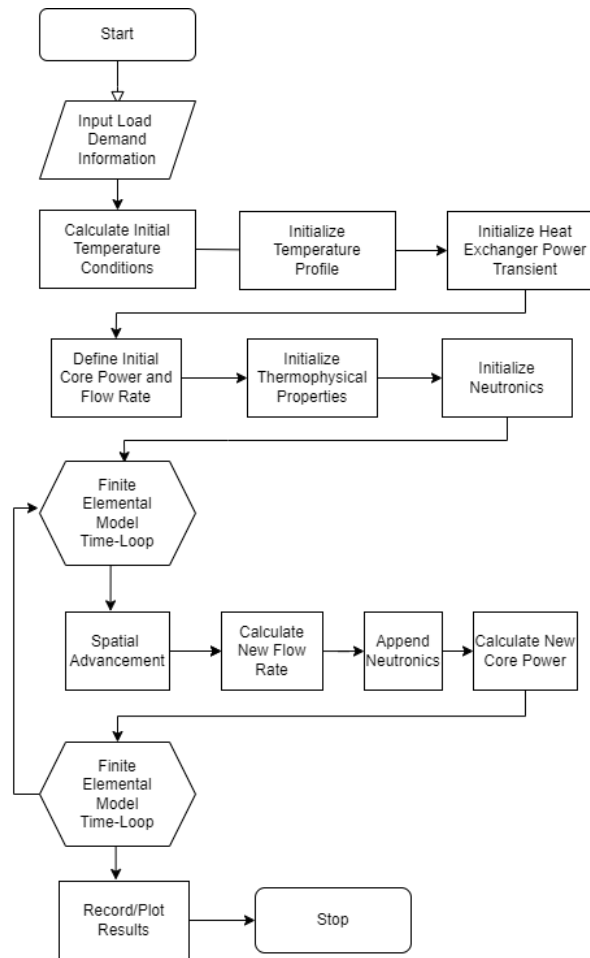 Start
Input Load
Demand
Information
Calculate Initial
Temperature
Conditions
Initialize
Temperature
Profile
Initialize Heat
Exchanger Power
Transient
Define Initial
Core Power and
Flow Rate
Initialize
Thermophysical
Properties
Initialize
Neutronics
Finite
Elemental
Model
Time-Loop
Spatial
Advancement
Calculate
New Flow
Rate
Append
Neutronics
Calculate New
Core Power
Finite
Elemental
Model
Time-Loop
Record/Plot
Results
Stop